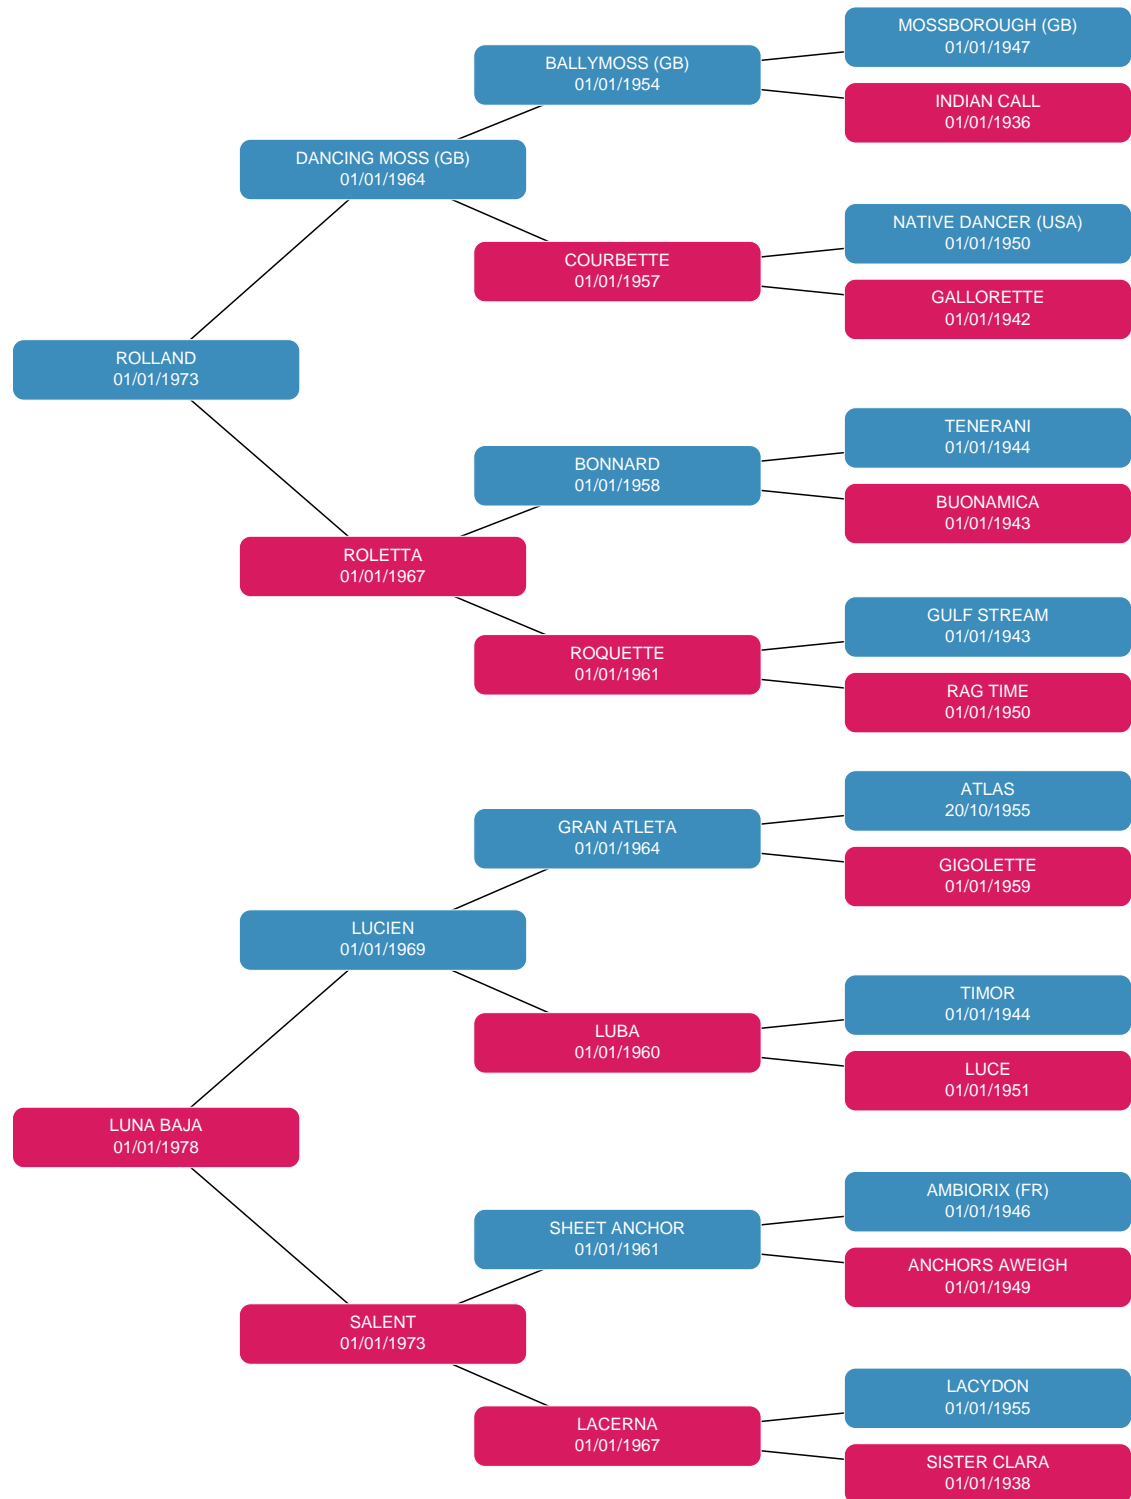 MOSSBOROUGH (GB)
01/01/1947
BALLYMOSS (GB)
01/01/1954
INDIAN CALL
01/01/1936
DANCING MOSS (GB)
01/01/1964
NATIVE DANCER (USA)
01/01/1950
COURBETTE
01/01/1957
GALLORETTE
01/01/1942
ROLLAND
01/01/1973
TENERANI
01/01/1944
BONNARD
01/01/1958
BUONAMICA
01/01/1943
ROLETTA
01/01/1967
GULF STREAM
01/01/1943
ROQUETTE
01/01/1961
RAG TIME
01/01/1950
ATLAS
20/10/1955
GRAN ATLETA
01/01/1964
GIGOLETTE
01/01/1959
LUCIEN
01/01/1969
TIMOR
01/01/1944
LUBA
01/01/1960
LUCE
01/01/1951
LUNA BAJA
01/01/1978
AMBIORIX (FR)
01/01/1946
SHEET ANCHOR
01/01/1961
ANCHORS AWEIGH
01/01/1949
SALENT
01/01/1973
LACYDON
01/01/1955
LACERNA
01/01/1967
SISTER CLARA
01/01/1938